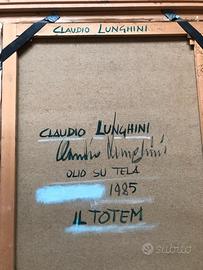 CLAUDIO LUNGHINI
CLAUDIO LUNGHINI
Claudio Lunghini
OLIO SU TELA
1985
IL TOTEM
subito